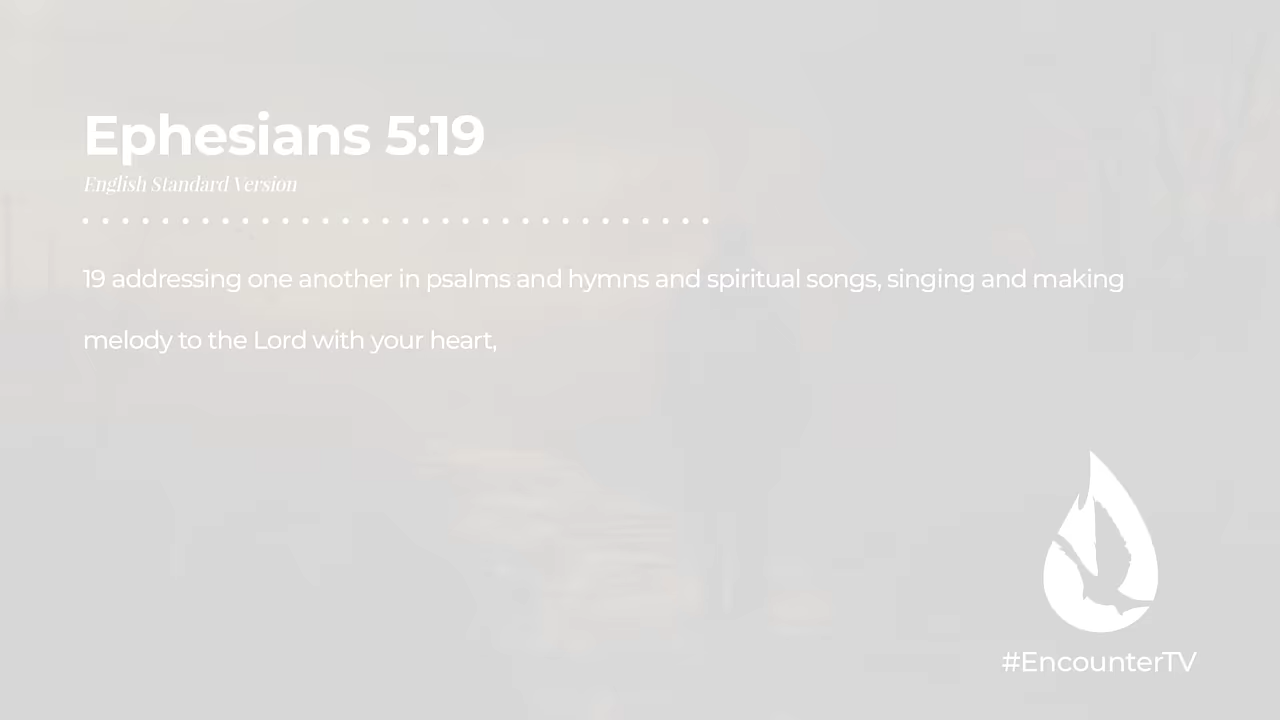 Ephesians 5:19
English Standard Version
19 addressing one another in psalms and hymns and spiritual songs, singing and making
melody to the Lord with your heart,
#EncounterTV